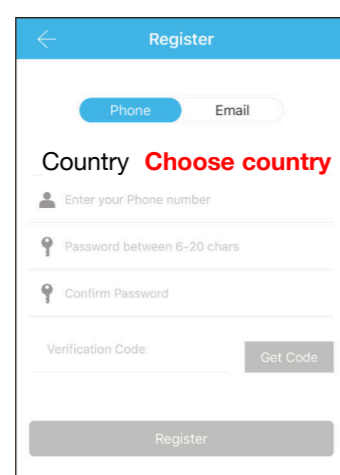 Register
Phone Email
Country Choose country
Enter your Phone number
Password between 6-20 chars
Confirm Password
Verification Code Get Code
Register